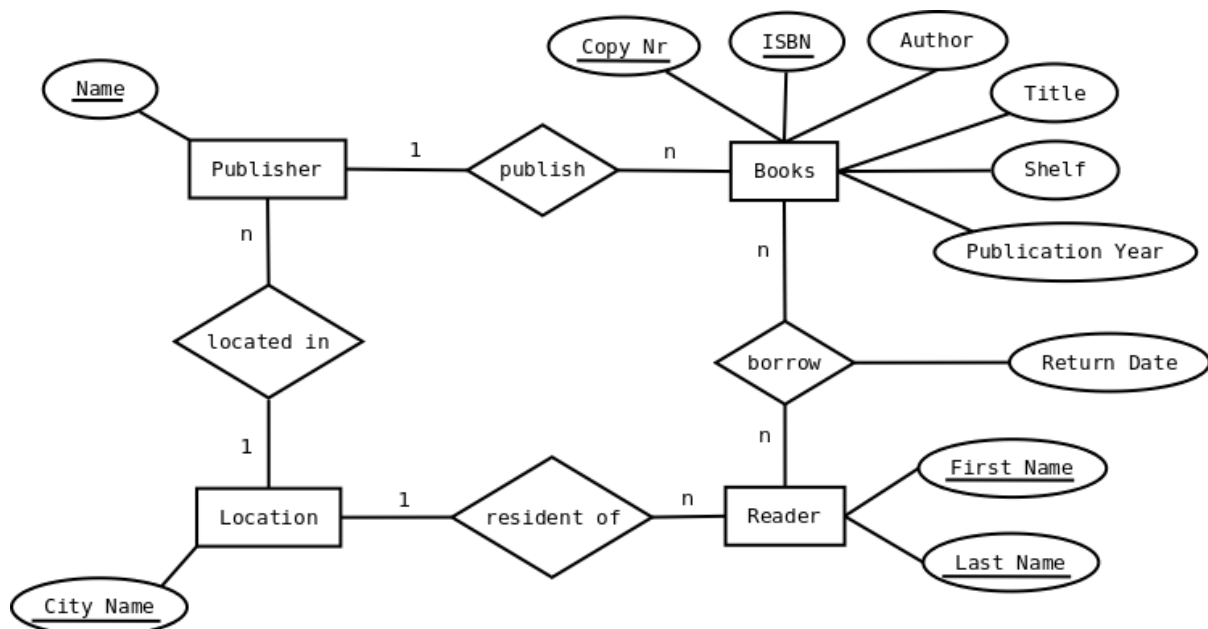 Copy Nr
ISBN
Author
Name
Title
Publisher
1
publish
n
Books
Shelf
n
n
Publication Year
located in
borrow
Return Date
1
n
First Name
Location
1
resident of
n
Reader
Last Name
City Name